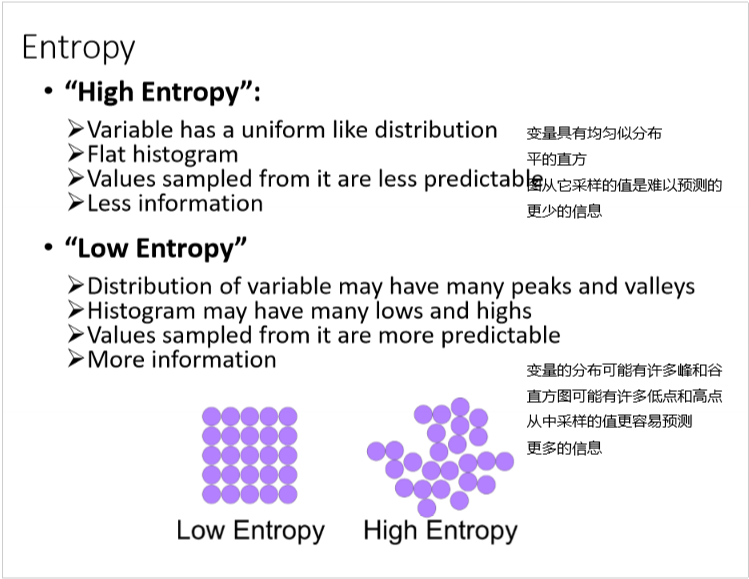 Entropy
• “High Entropy”:
➢Variable has a uniform like distribution
➢Flat histogram
➢Values sampled from it are less predictable
➢Less information
变量具有均匀似分布
平的直方
图从它采样的值是难以预测的
更少的信息
• “Low Entropy”
➢Distribution of variable may have many peaks and valleys
➢Histogram may have many lows and highs
➢Values sampled from it are more predictable
➢More information
变量的分布可能有许多峰和谷
直方图可能有许多低点和高点
从中采样的值更容易预测
更多的信息
Low Entropy
High Entropy